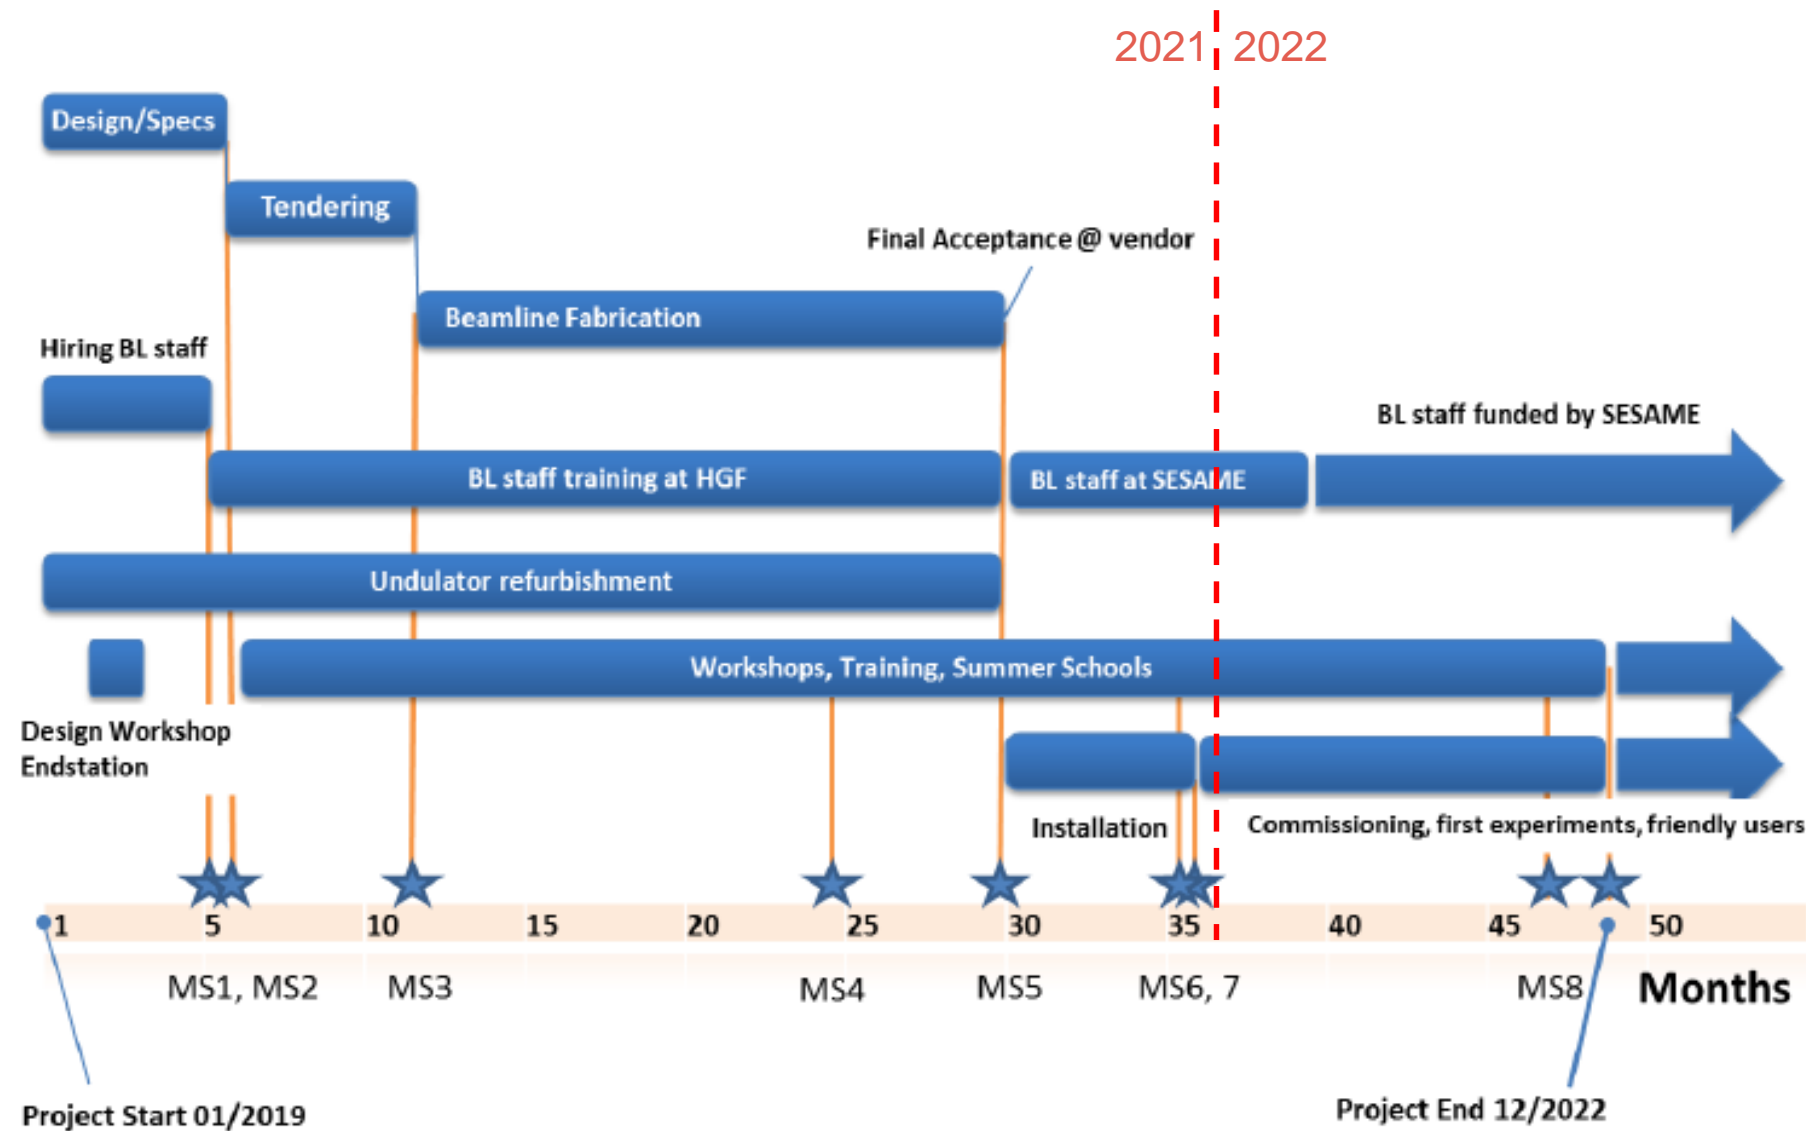 2021 2022
Design/Specs
Tendering
Final Acceptance @ vendor
Beamline Fabrication
Hiring BL staff
BL staff funded by SESAME
BL staff training at HGF
BL staff at SESAME
Undulator refurbishment
Workshops, Training, Summer Schools
Design Workshop
Endstation
Installation
Commissioning, first experiments, friendly users
1 5 10 15 20 25 30 35 40 45 50
MS1, MS2 MS3 MS4 MS5 MS6, 7 MS8 Months
Project Start 01/2019
Project End 12/2022